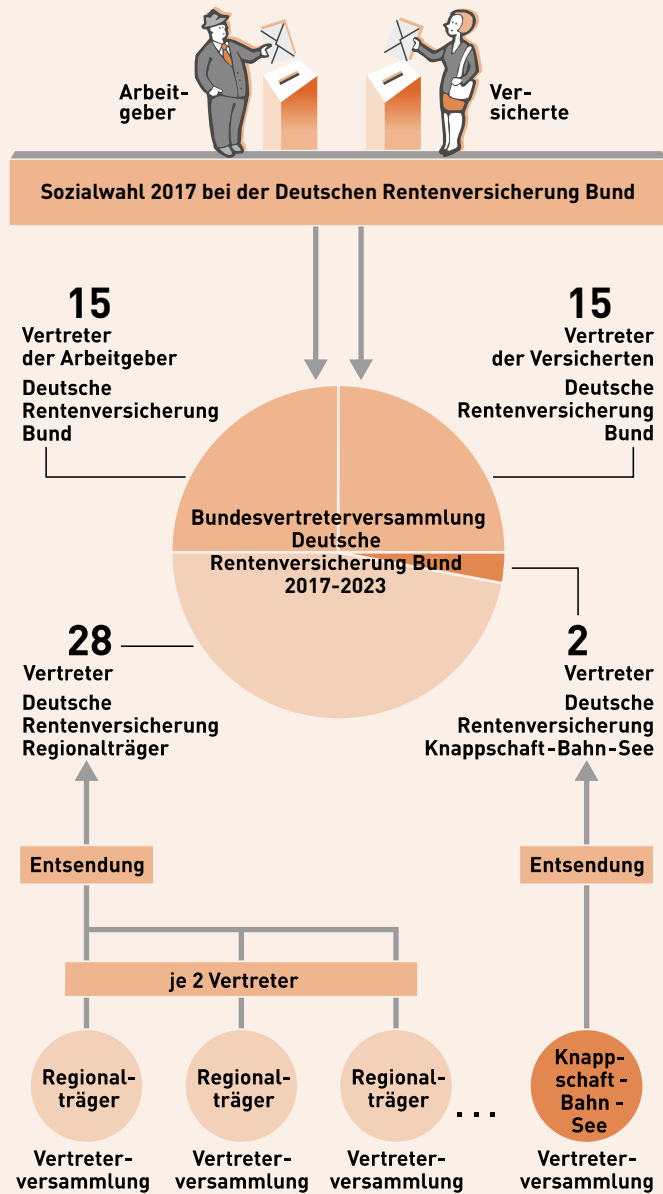 Arbeit-
geber
Ver-
sicherte
Sozialwahl 2017 bei der Deutschen Rentenversicherung Bund
15
Vertreter
der Arbeitgeber
Deutsche
Rentenversicherung
Bund
15
Vertreter
der Versicherten
Deutsche
Rentenversicherung
Bund
Bundesvertreterversammlung
Deutsche
Rentenversicherung Bund
2017-2023
28
Vertreter
Deutsche
Rentenversicherung
Regionalträger
2
Vertreter
Deutsche
Rentenversicherung
Knappschaft-Bahn-See
Entsendung
Entsendung
je 2 Vertreter
Regional-
träger
Regional-
träger
Regional-
träger
...
Knapp-
schaft -
Bahn -
See
Vertreter-
versammlung
Vertreter-
versammlung
Vertreter-
versammlung
Vertreter-
versammlung